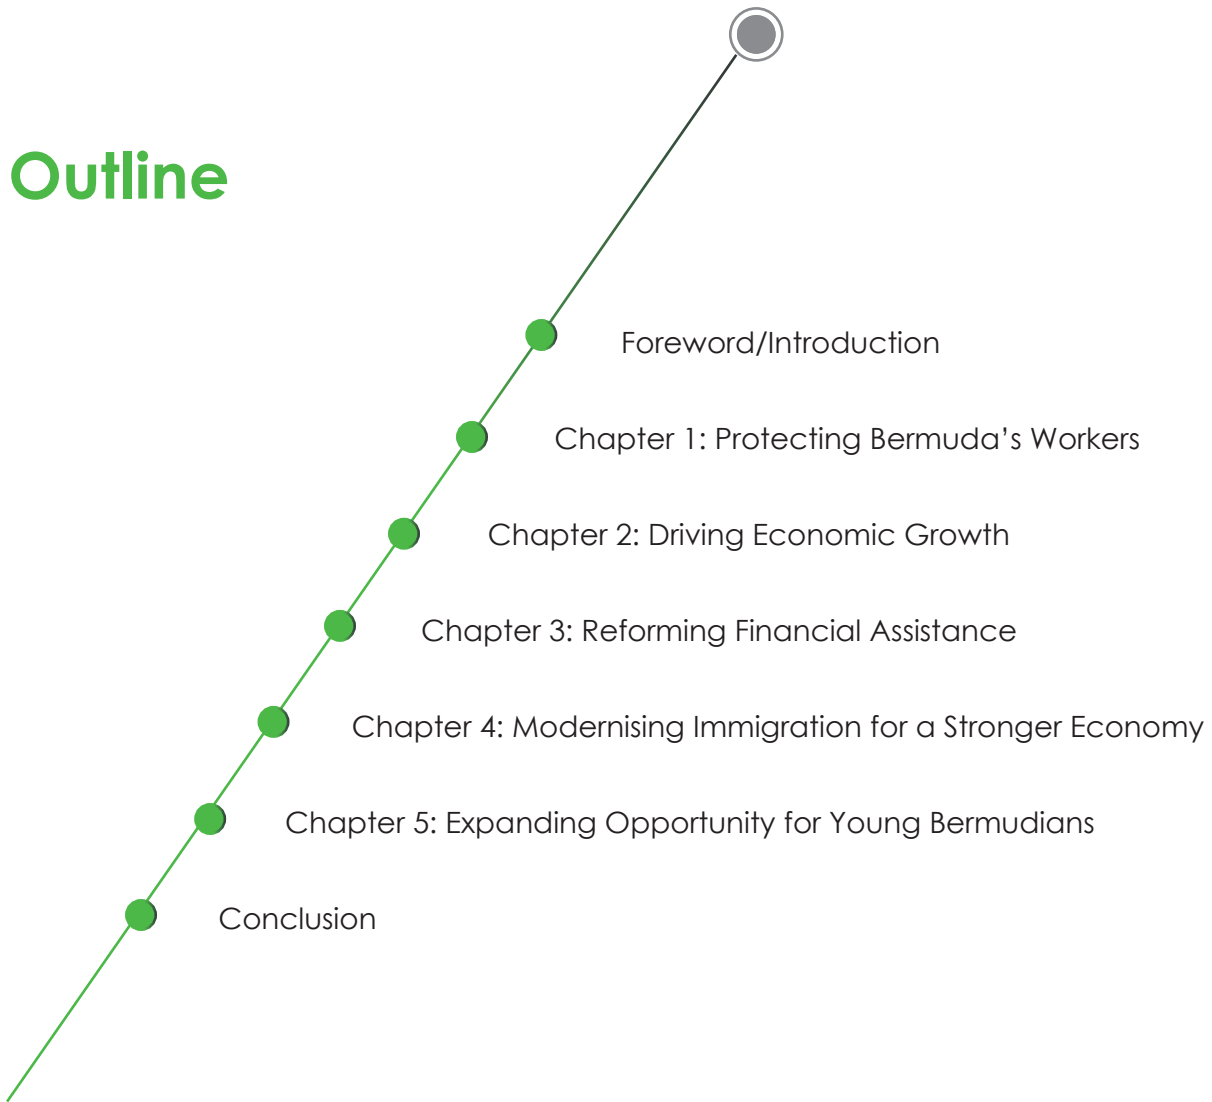 Outline
Foreword/Introduction
Chapter 1: Protecting Bermuda’s Workers
Chapter 2: Driving Economic Growth
Chapter 3: Reforming Financial Assistance
Chapter 4: Modernising Immigration for a Stronger Economy
Chapter 5: Expanding Opportunity for Young Bermudians
Conclusion